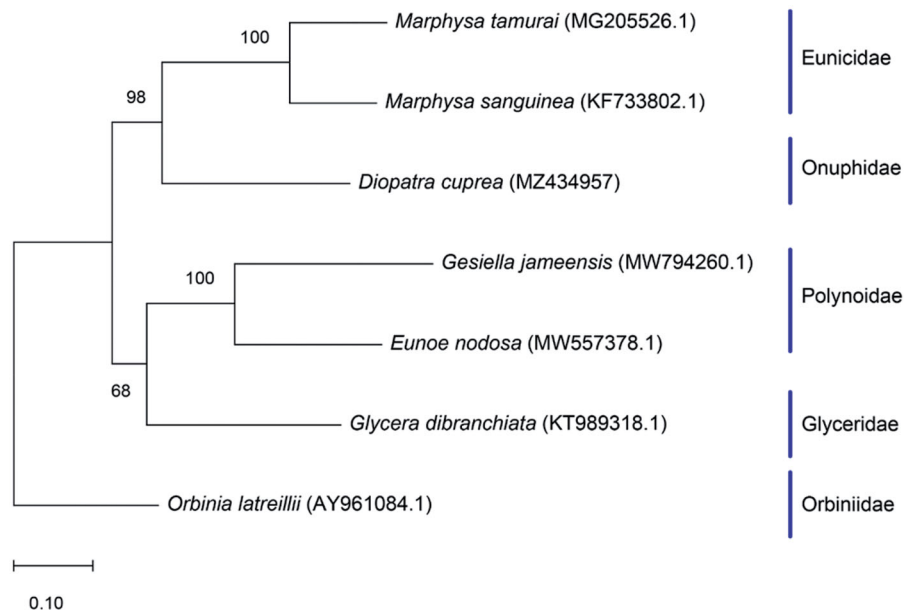 Marphysa tamurai (MG205526.1)
100
Eunicidae
98
Marphysa sanguinea (KF733802.1)
Onuphidae
Diopatra cuprea (MZ434957)
Gesiella jameensis (MW794260.1)
100
Polynoidae
Eunoe nodosa (MW557378.1)
68
Glycera dibranchiata (KT989318.1)
Glyceridae
Orbinia latreillii (AY961084.1)
Orbiniidae
0.10